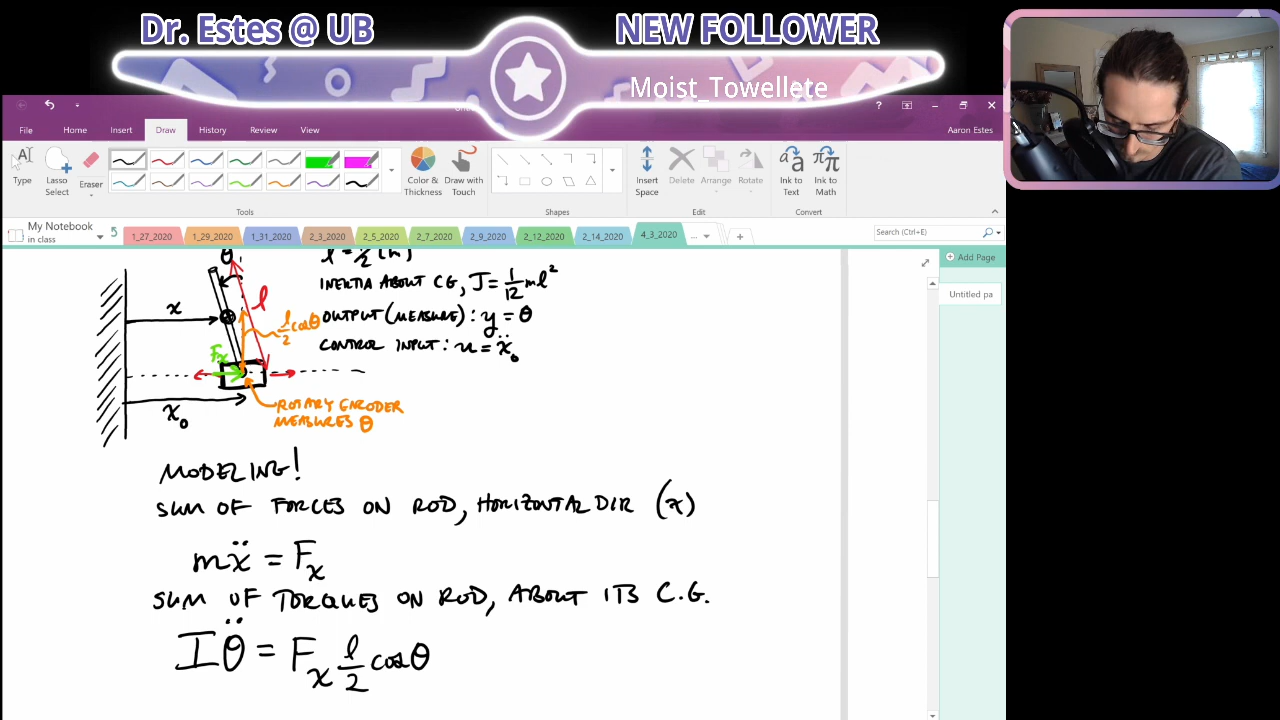 Dr. Estes @ UB
NEW FOLLOWER
Moist_Towellete
?
Aaron Estes
File Home Insert Draw History Review View
Type
Lasso Select
Eraser
Color & Thickness
Draw with Touch
Insert Space
Delete
Arrange
Rotate
Ink to Text
Ink to Math
Tools
Shapes
Edit
Convert
My Notebook
in class
1_27_2020 1_29_2020 1_31_2020 2_3_2020 2_5_2020 2_7_2020 2_9_2020 2_12_2020 2_14_2020 4_3_2020 ...
Search (Ctrl+E)
Add Page
Untitled pa
θ
INERTIA ABOUT CG, J = 1/12 ml²
x
l
l/2 cosθ
OUTPUT (MEASURE): y = θ
CONTROL INPUT: u = ẍ₀
Fx
x₀
ROTARY ENCODER
MEASURES θ
MODELING!
SUM OF FORCES ON ROD, HORIZONTAL DIR (x)
mẍ = Fx
SUM OF TORQUES ON ROD, ABOUT ITS C.G.
Iθ̈ = Fx l/2 cosθ